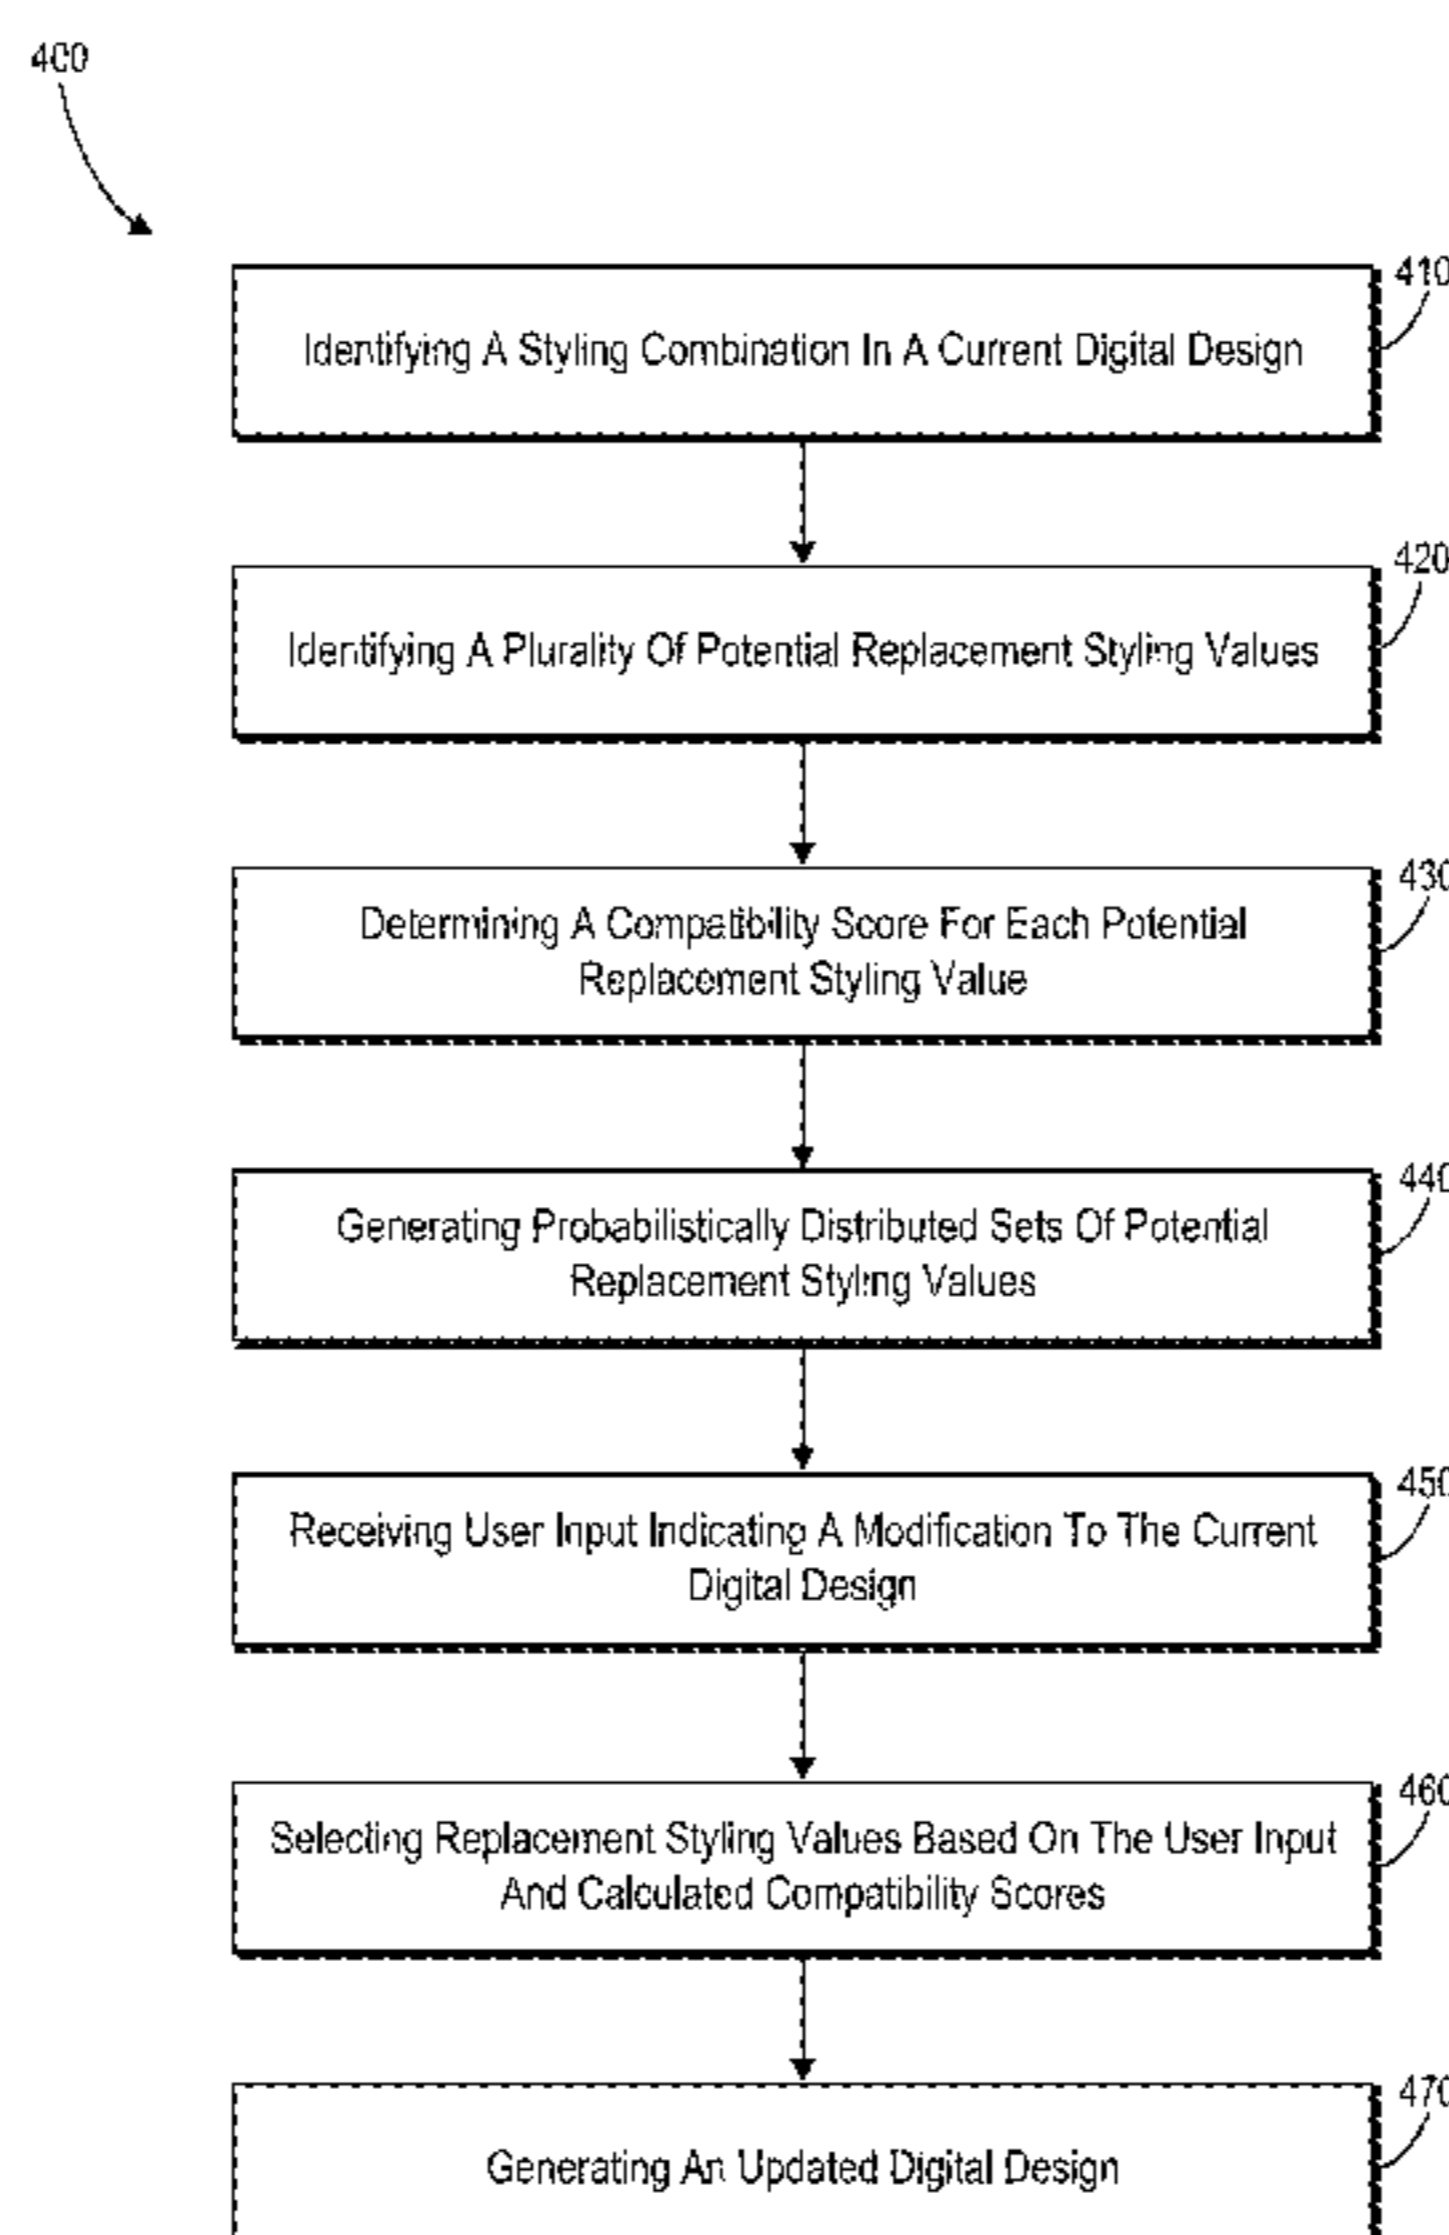 400
410
Identifying A Styling Combination In A Current Digital Design
420
Identifying A Plurality Of Potential Replacement Styling Values
430
Determining A Compatibility Score For Each Potential
Replacement Styling Value
440
Generating Probabilistically Distributed Sets Of Potential
Replacement Styling Values
450
Receiving User Input Indicating A Modification To The Current
Digital Design
460
Selecting Replacement Styling Values Based On The User Input
And Calculated Compatibility Scores
470
Generating An Updated Digital Design